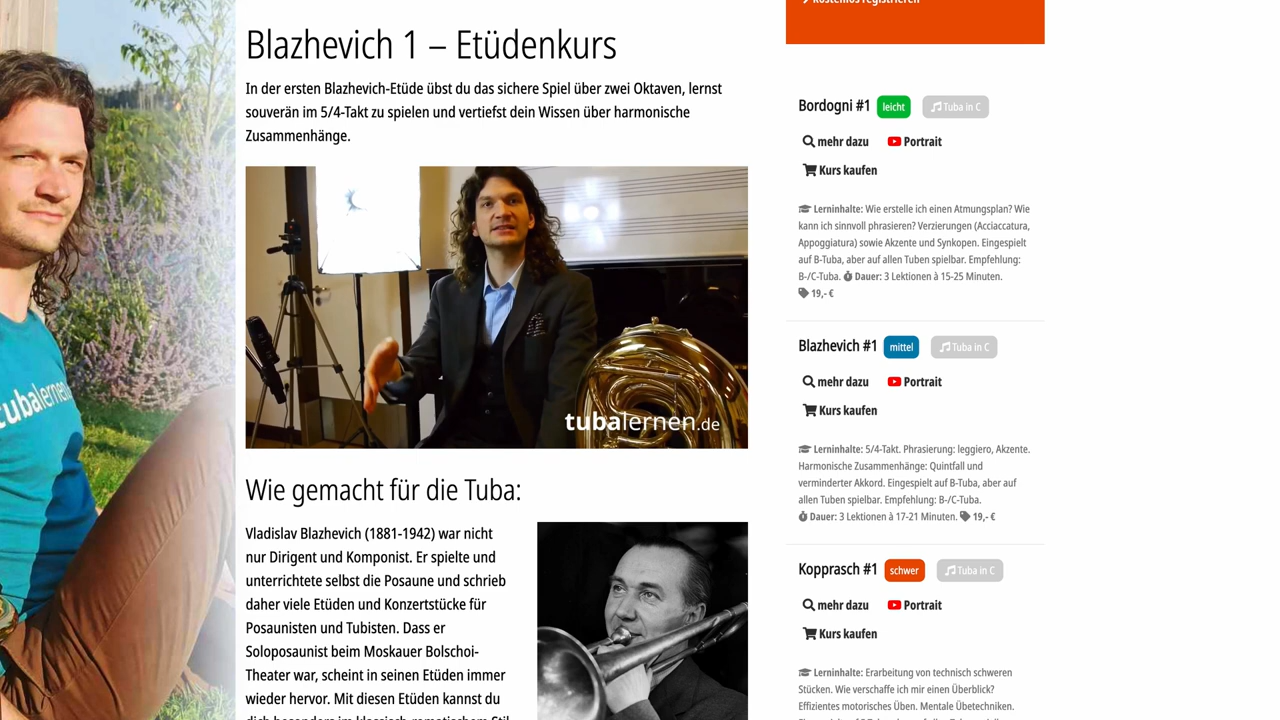 Blazhevich 1 – Etüdenkurs
In der ersten Blazhevich-Etüde übst du das sichere Spiel über zwei Oktaven, lernst
souverän im 5/4-Takt zu spielen und vertiefst dein Wissen über harmonische
Zusammenhänge.
tubalernen.de
tubalernen
Wie gemacht für die Tuba:
Vladislav Blazhevich (1881-1942) war nicht
nur Dirigent und Komponist. Er spielte und
unterrichtete selbst die Posaune und schrieb
daher viele Etüden und Konzertstücke für
Posaunisten und Tubisten. Dass er
Soloposaunist beim Moskauer Bolschoi-
Theater war, scheint in seinen Etüden immer
wieder hervor. Mit diesen Etüden kannst du
dich besonders im klassisch-romatischem Stil
kostenlos registrieren
Bordogni #1 leicht Tuba in C
mehr dazu Portrait
Kurs kaufen
Lerninhalte: Wie erstelle ich einen Atmungsplan? Wie
kann ich sinnvoll phrasieren? Verzierungen (Acciaccatura,
Appoggiatura) sowie Akzente und Synkopen. Eingespielt
auf B-Tuba, aber auf allen Tuben spielbar. Empfehlung:
B-/C-Tuba. Dauer: 3 Lektionen à 15-25 Minuten.
19,- €
Blazhevich #1 mittel Tuba in C
mehr dazu Portrait
Kurs kaufen
Lerninhalte: 5/4-Takt. Phrasierung: leggiero, Akzente.
Harmonische Zusammenhänge: Quintfall und
verminderter Akkord. Eingespielt auf B-Tuba, aber auf
allen Tuben spielbar. Empfehlung: B-/C-Tuba.
Dauer: 3 Lektionen à 17-21 Minuten. 19,- €
Kopprasch #1 schwer Tuba in C
mehr dazu Portrait
Kurs kaufen
Lerninhalte: Erarbeitung von technisch schweren
Stücken. Wie verschaffe ich mir einen Überblick?
Effizientes motorisches Üben. Mentale Übetechniken.